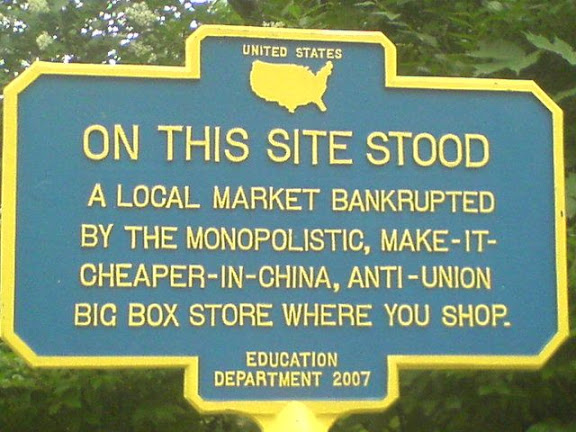 UNITED STATES
ON THIS SITE STOOD
A LOCAL MARKET BANKRUPTED
BY THE MONOPOLISTIC, MAKE-IT-
CHEAPER-IN-CHINA, ANTI-UNION
BIG BOX STORE WHERE YOU SHOP.
EDUCATION
DEPARTMENT 2007